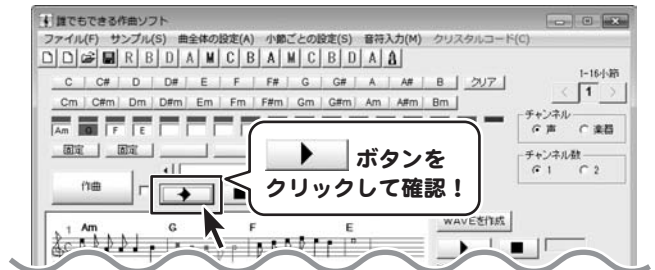 誰でもできる作曲ソフト
ファイル(F) サンプル(S) 曲全体の設定(A) 小節ごとの設定(S) 音符入力(M) クリスタルコード(C)
R B D A M C B A M C B D A A
C C# D D# E F F# G G# A A# B クリア
1-16小節
1
Cm C#m Dm D#m Em Fm F#m Gm G#m Am A#m Bm
チャンネル
声 楽器
Am G F E
固定 固定
チャンネル数
1 2
ボタンを
クリックして確認!
作曲
WAVEを作成
1 Am G F E